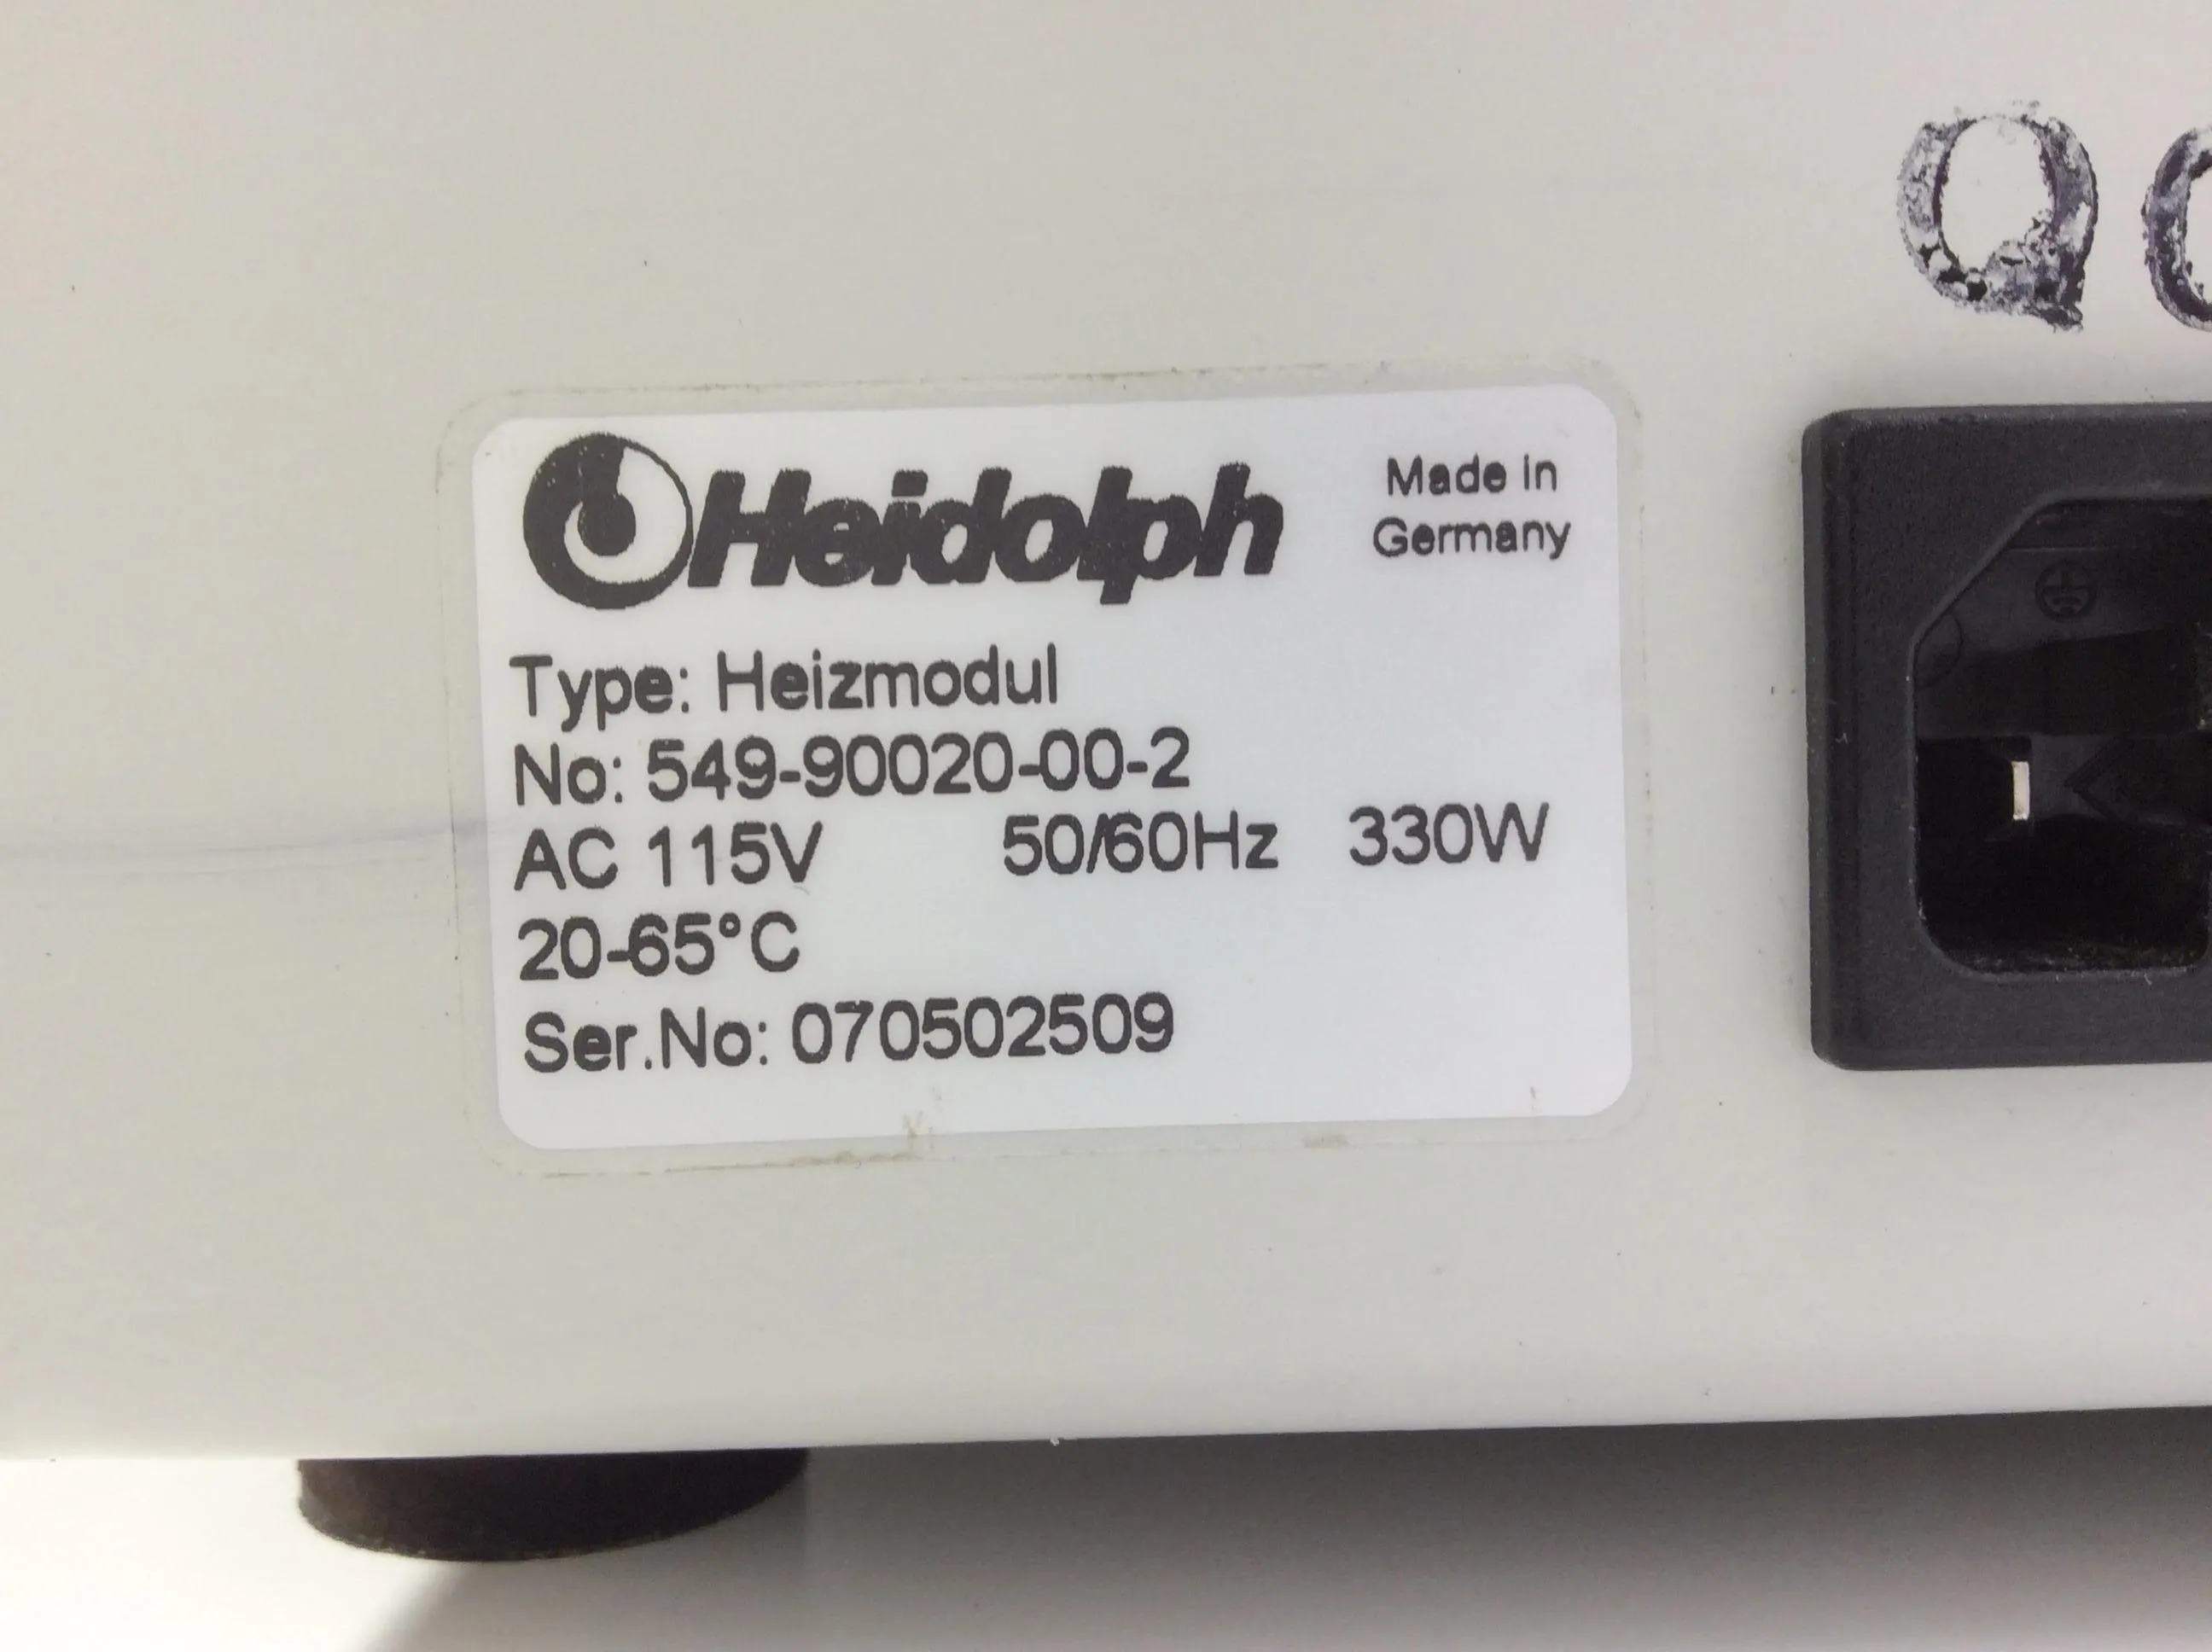 Q
Heidolph
Made in
Germany
Type: Heizmodul
No: 549-90020-00-2
AC 115V 50/60Hz 330W
20-65°C
Ser.No: 070502509